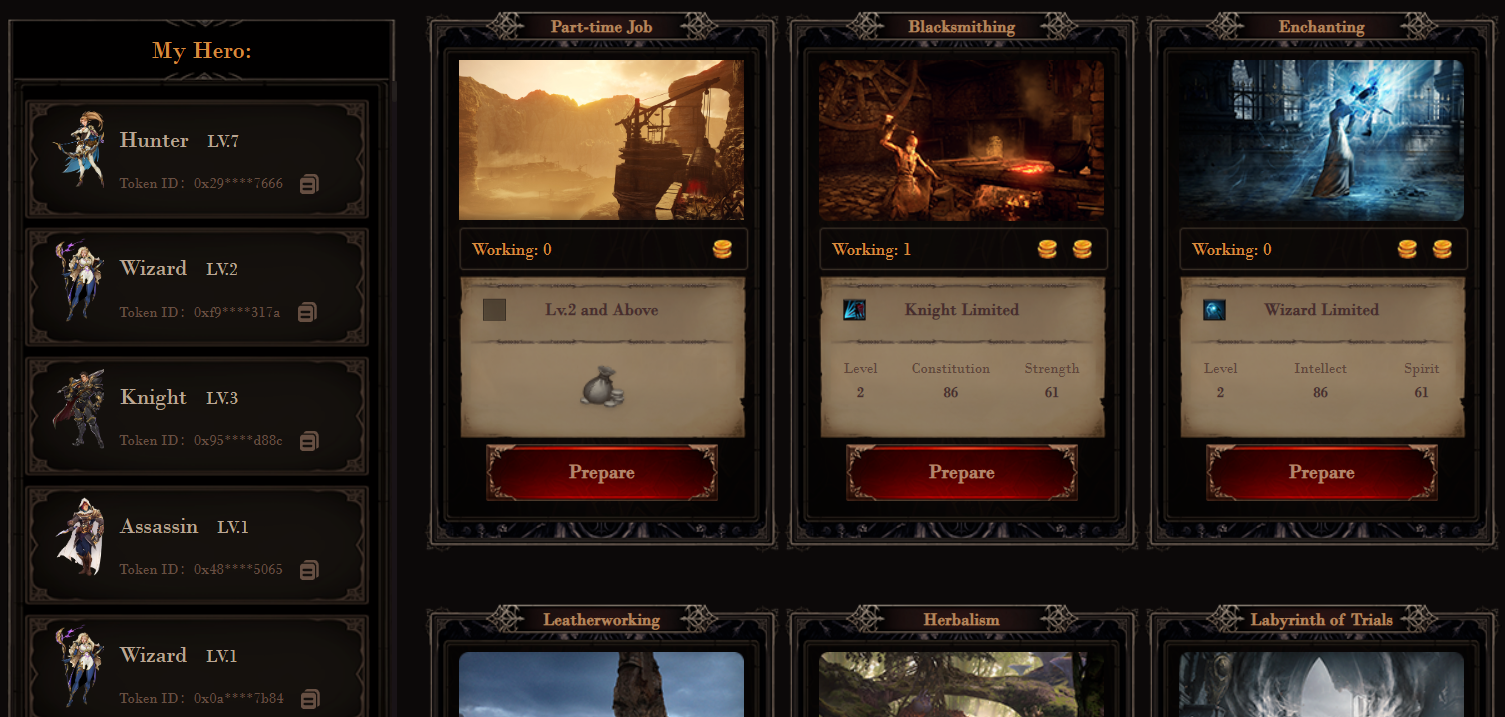 My Hero:
Hunter LV.7
Token ID: 0x29****7666
Wizard LV.2
Token ID: 0xf9****317a
Knight LV.3
Token ID: 0x95****d88c
Assassin LV.1
Token ID: 0x48****5065
Wizard LV.1
Token ID: 0x0a****7b84
Part-time Job
Working: 0
Lv.2 and Above
Prepare
Blacksmithing
Working: 1
Knight Limited
Level Constitution Strength
2 86 61
Prepare
Enchanting
Working: 0
Wizard Limited
Level Intellect Spirit
2 86 61
Prepare
Leatherworking
Herbalism
Labyrinth of Trials